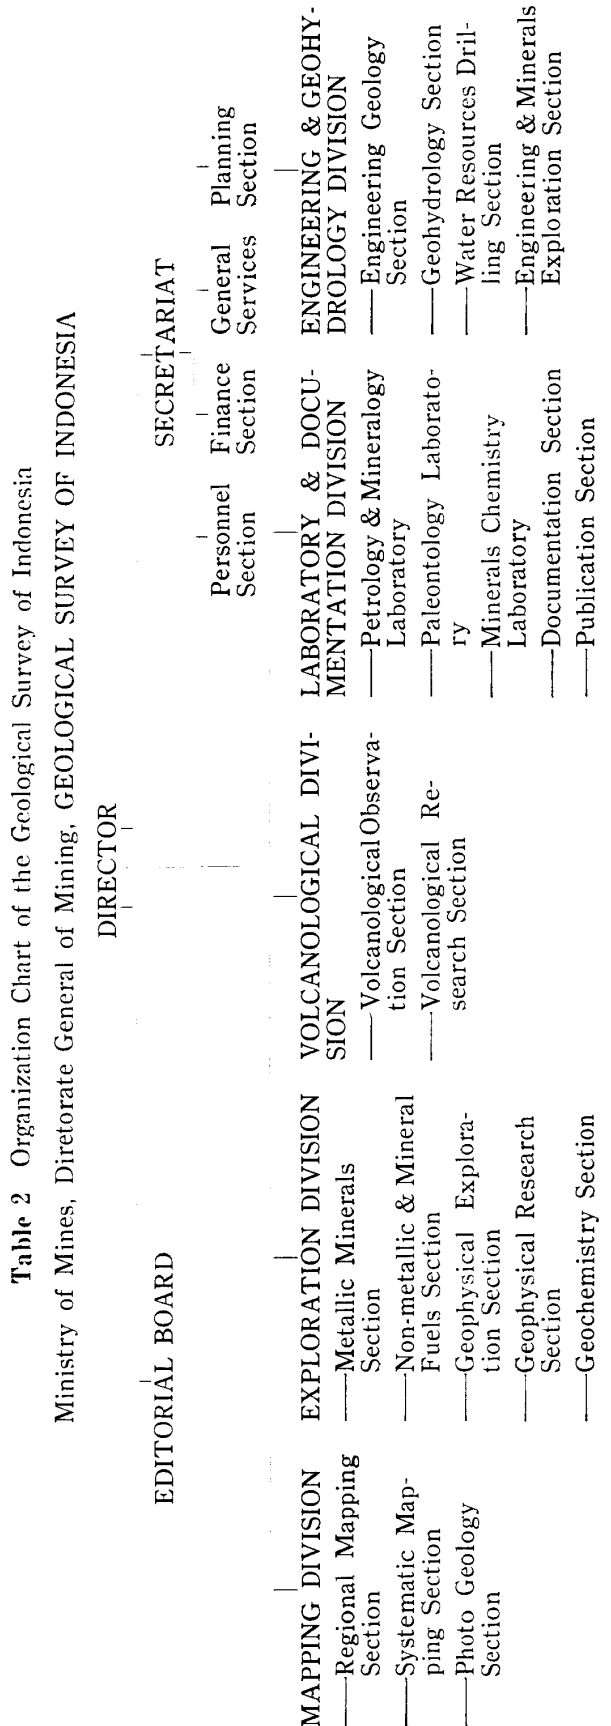 Table 2 Organization Chart of the Geological Survey of Indonesia
Ministry of Mines, Diretorate General of Mining, GEOLOGICAL SURVEY OF INDONESIA
DIRECTOR
EDITORIAL BOARD
SECRETARIAT
Personnel
Section
Finance
Section
General
Services
Planning
Section
MAPPING DIVISION
Regional Mapping
Section
Systematic Map-
ping Section
Photo Geology
Section
EXPLORATION DIVISION
Metallic Minerals
Section
Non-metallic & Mineral
Fuels Section
Geophysical Explora-
tion Section
Geophysical Research
Section
Geochemistry Section
VOLCANOLOGICAL DIVI-
SION
Volcanological Observa-
tion Section
Volcanological Re-
search Section
LABORATORY & DOCU-
MENTATION DIVISION
Petrology & Mineralogy
Laboratory
Paleontology Laborato-
ry
Minerals Chemistry
Laboratory
Documentation Section
Publication Section
ENGINEERING & GEOHY-
DROLOGY DIVISION
Engineering Geology
Section
Geohydrology Section
Water Resources Dril-
ling Section
Engineering & Minerals
Exploration Section